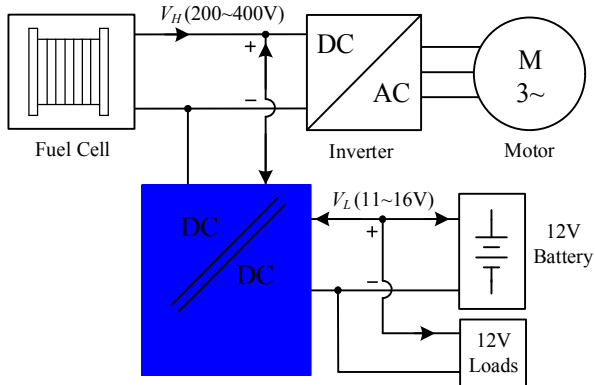 V_H (200~400V)
+
−
DC
AC
M
3~
Fuel Cell
Inverter
Motor
DC
DC
V_L (11~16V)
+
−
12V
Battery
12V
Loads